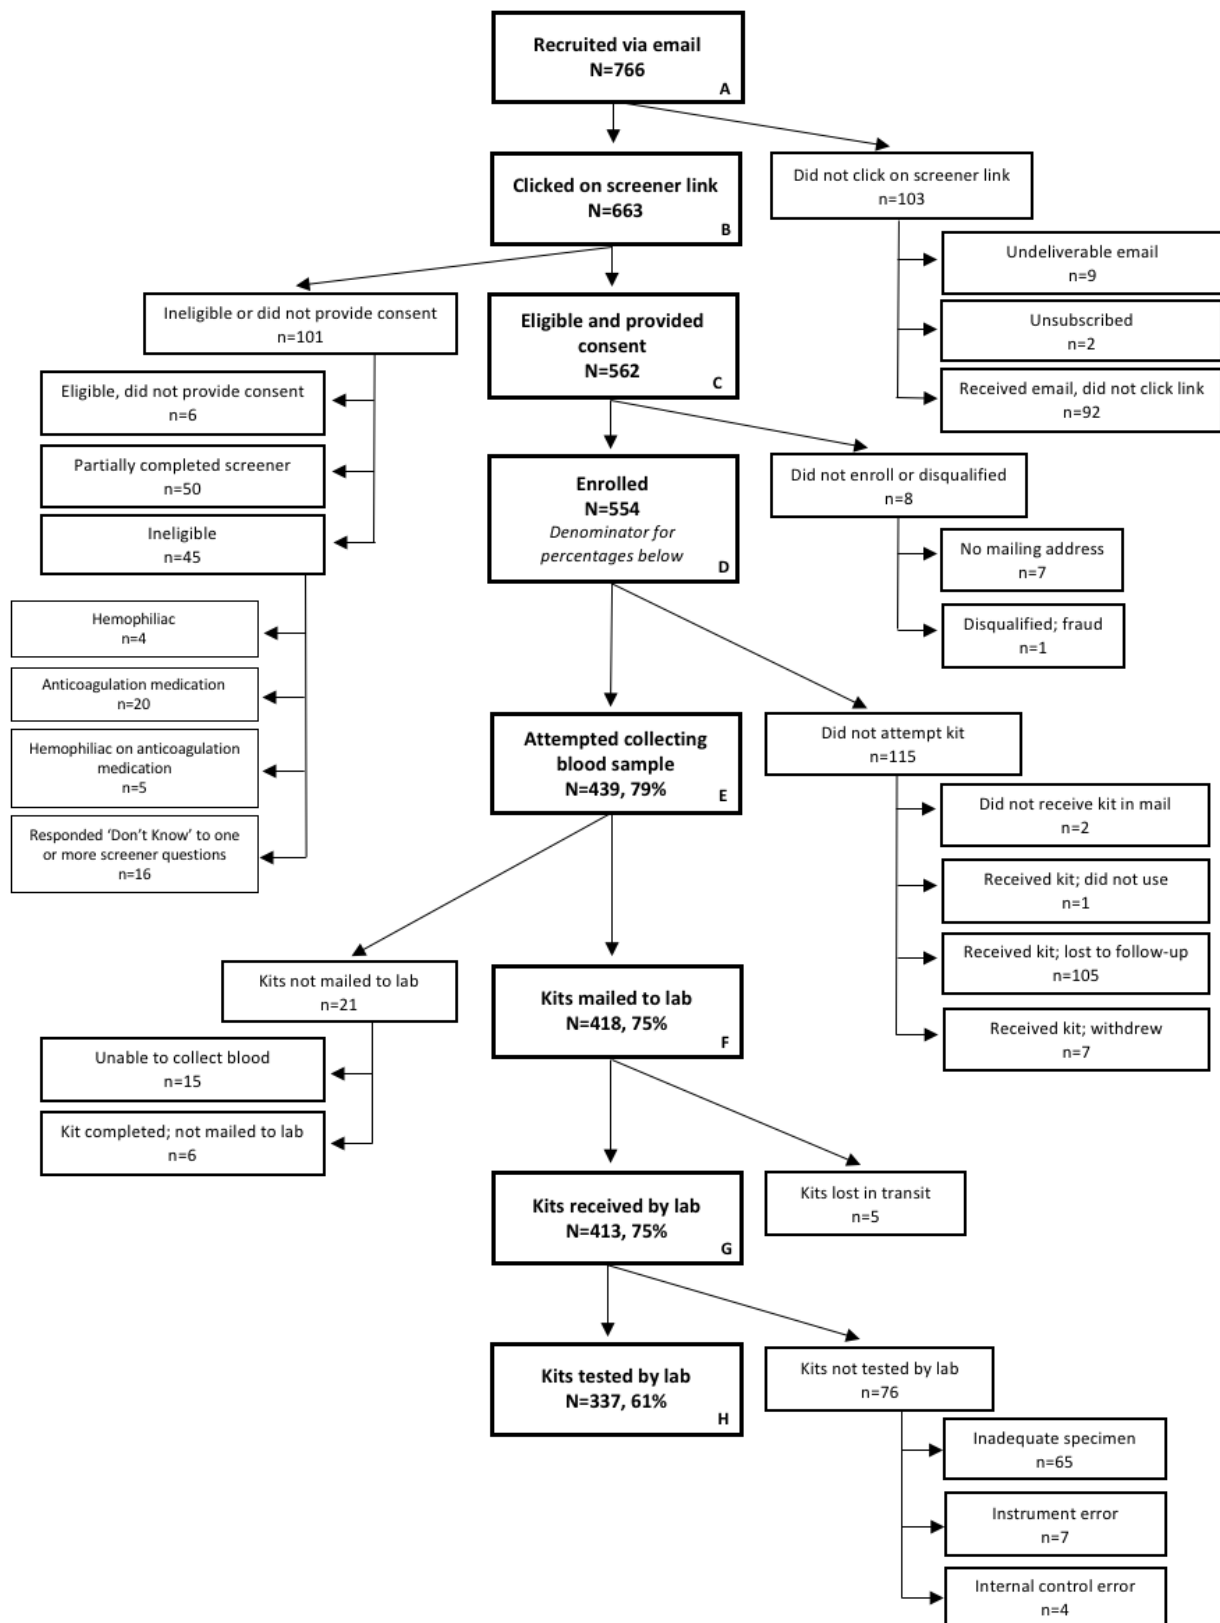 Recruited via email
N=766
A
Clicked on screener link
N=663
B
Did not click on screener link
n=103
Undeliverable email
n=9
Unsubscribed
n=2
Received email, did not click link
n=92
Ineligible or did not provide consent
n=101
Eligible and provided
consent
N=562
C
Eligible, did not provide consent
n=6
Partially completed screener
n=50
Ineligible
n=45
Enrolled
N=554
Denominator for
percentages below
D
Did not enroll or disqualified
n=8
No mailing address
n=7
Disqualified; fraud
n=1
Hemophiliac
n=4
Anticoagulation medication
n=20
Hemophiliac on anticoagulation
medication
n=5
Responded ‘Don’t Know’ to one
or more screener questions
n=16
Attempted collecting
blood sample
N=439, 79%
E
Did not attempt kit
n=115
Did not receive kit in mail
n=2
Received kit; did not use
n=1
Received kit; lost to follow-up
n=105
Received kit; withdrew
n=7
Kits not mailed to lab
n=21
Kits mailed to lab
N=418, 75%
F
Unable to collect blood
n=15
Kit completed; not mailed to lab
n=6
Kits received by lab
N=413, 75%
G
Kits lost in transit
n=5
Kits tested by lab
N=337, 61%
H
Kits not tested by lab
n=76
Inadequate specimen
n=65
Instrument error
n=7
Internal control error
n=4